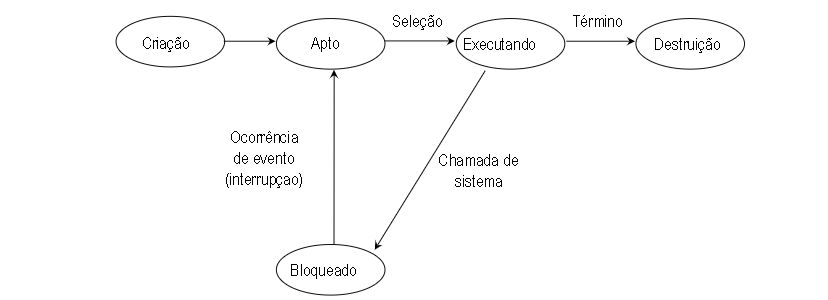 Seleção
Término
Criação
Apto
Executando
Destruição
Ocorrência
de evento
(interrupçao)
Chamada de
sistema
Bloqueado